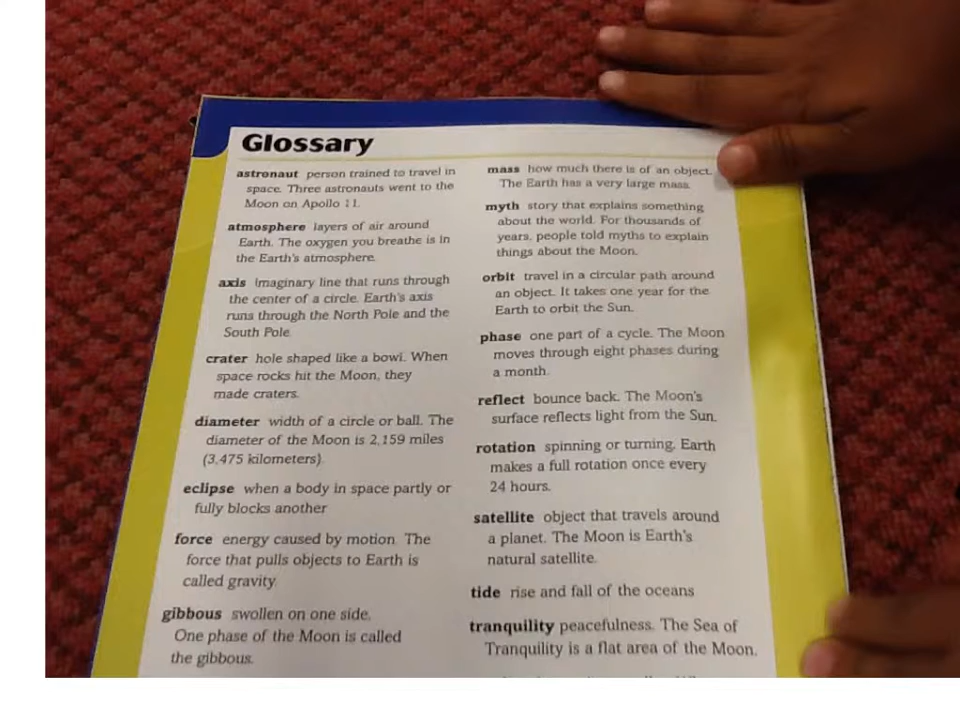 Glossary
astronaut person trained to travel in
space. Three astronauts went to the
Moon on Apollo 11.
atmosphere layers of air around
Earth. The oxygen you breathe is in
the Earth's atmosphere.
axis imaginary line that runs through
the center of a circle. Earth's axis
runs through the North Pole and the
South Pole.
crater hole shaped like a bowl. When
space rocks hit the Moon, they
made craters.
diameter width of a circle or ball. The
diameter of the Moon is 2,159 miles
(3,475 kilometers).
eclipse when a body in space partly or
fully blocks another
force energy caused by motion. The
force that pulls objects to Earth is
called gravity.
gibbous swollen on one side.
One phase of the Moon is called
the gibbous.
mass how much there is of an object.
The Earth has a very large mass.
myth story that explains something
about the world. For thousands of
years, people told myths to explain
things about the Moon.
orbit travel in a circular path around
an object. It takes one year for the
Earth to orbit the Sun.
phase one part of a cycle. The Moon
moves through eight phases during
a month.
reflect bounce back. The Moon's
surface reflects light from the Sun.
rotation spinning or turning. Earth
makes a full rotation once every
24 hours.
satellite object that travels around
a planet. The Moon is Earth's
natural satellite.
tide rise and fall of the oceans
tranquility peacefulness. The Sea of
Tranquility is a flat area of the Moon.